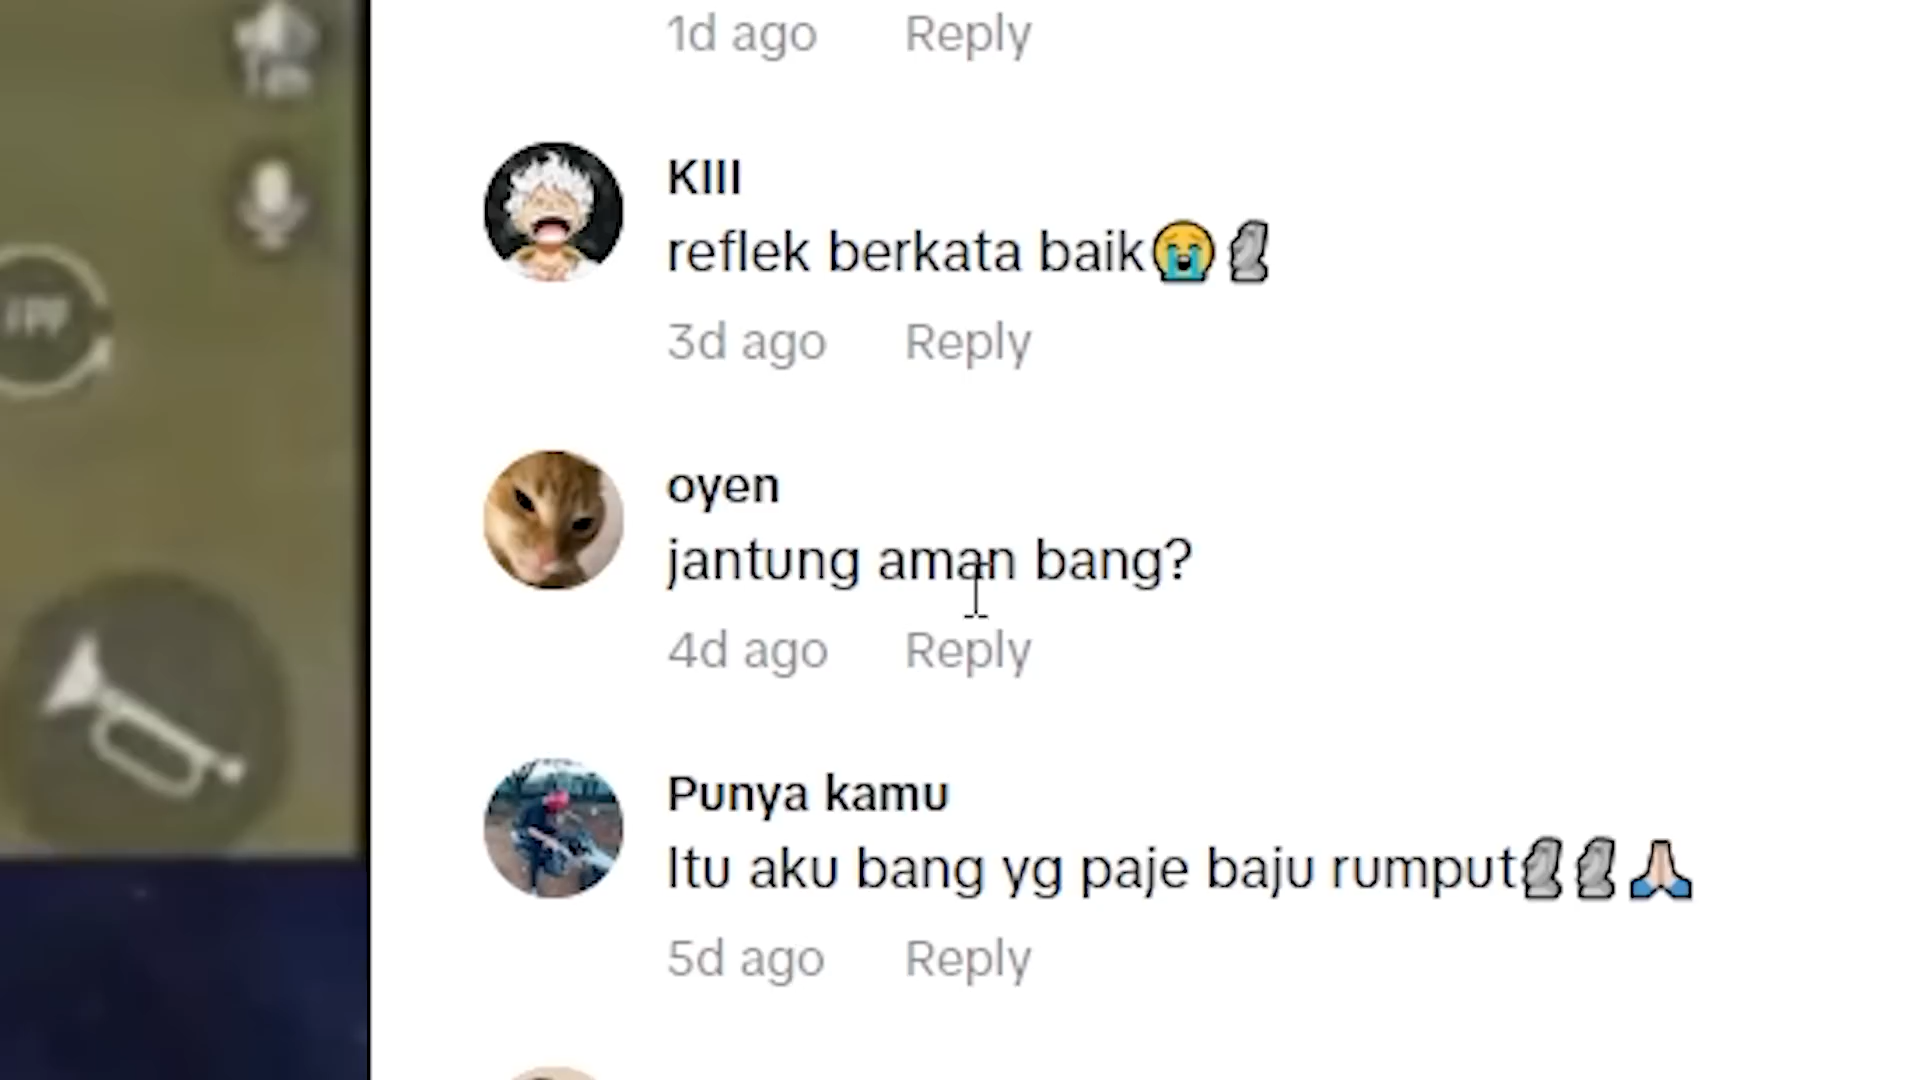 1d ago Reply
KIII
reflek berkata baik😭🗿
3d ago Reply
oyen
jantung aman bang?
4d ago Reply
Punya kamu
Itu aku bang yg paje baju rumput🗿🗿🙏🏻
5d ago Reply